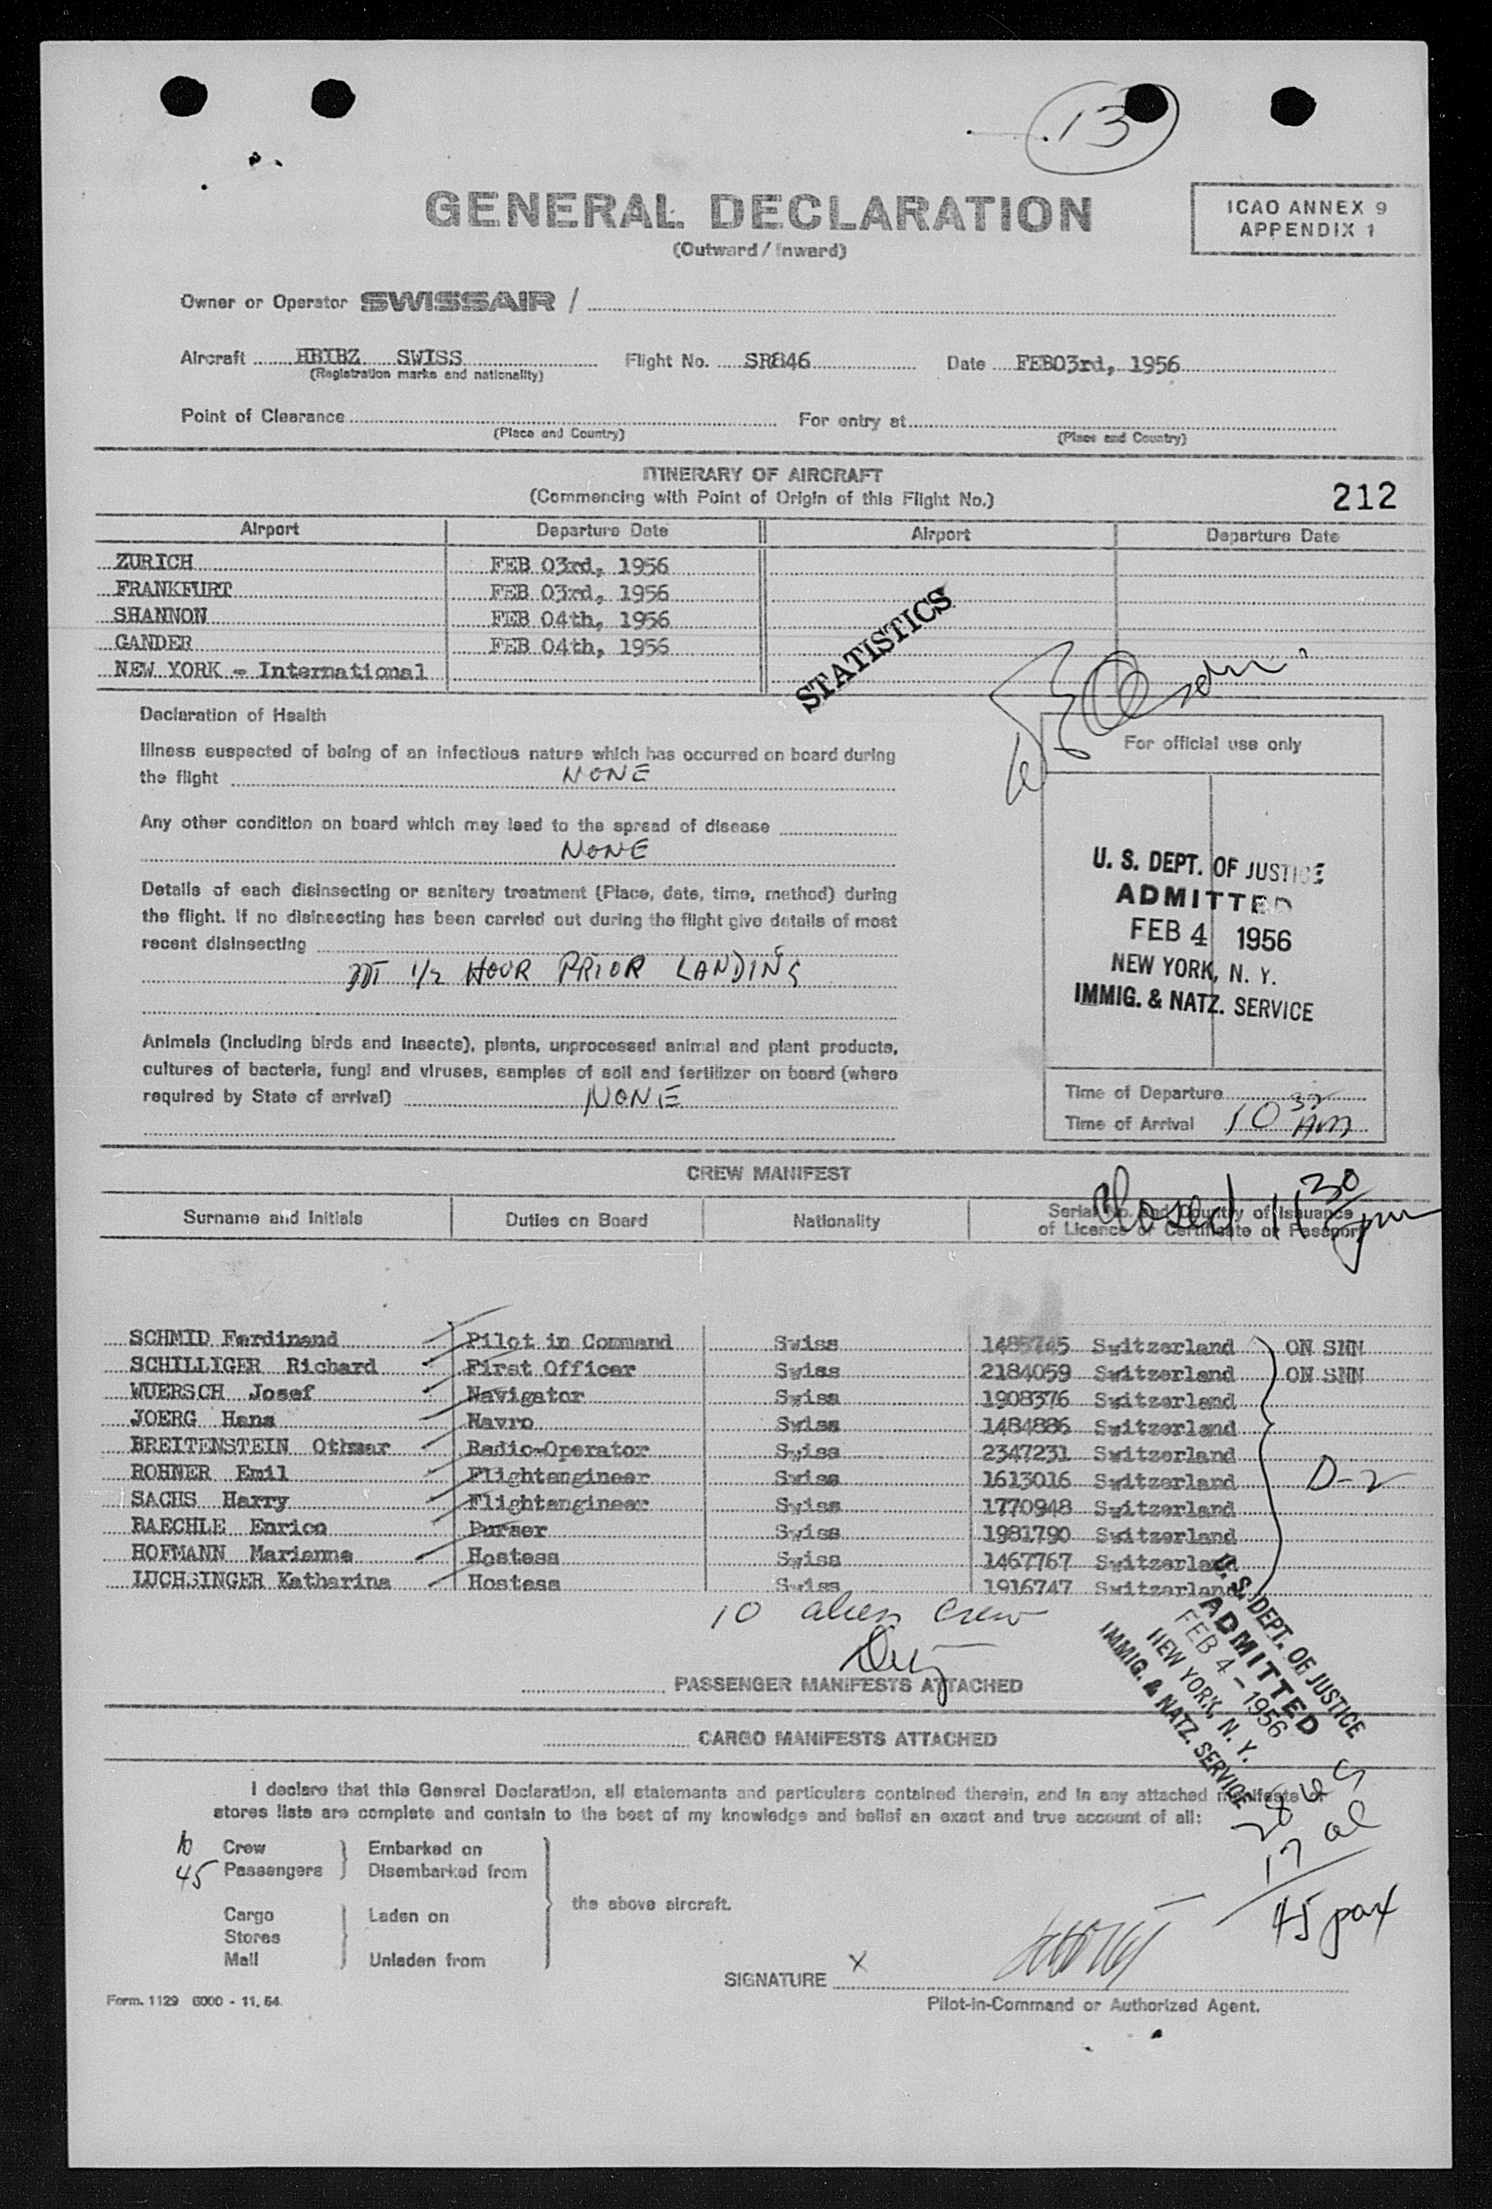 13
GENERAL DECLARATION
(Outward / Inward)
ICAO ANNEX 9
APPENDIX 1
Owner or Operator SWISSAIR /
Aircraft HBIBZ SWISS Flight No. SR846 Date FEB03rd, 1956
(Registration marks and nationality)
Point of Clearance For entry at
(Place and Country) (Place and Country)
ITINERARY OF AIRCRAFT
(Commencing with Point of Origin of this Flight No.)
212
Airport Departure Date Airport Departure Date
ZURICH FEB 03rd, 1956
FRANKFURT FEB 03rd, 1956
SHANNON FEB 04th, 1956
GANDER FEB 04th, 1956
NEW YORK - International
STATISTICS
Declaration of Health
Illness suspected of being of an infectious nature which has occurred on board during
the flight NONE
Any other condition on board which may lead to the spread of disease
NONE
Details of each disinsecting or sanitary treatment (Place, date, time, method) during
the flight. If no disinsecting has been carried out during the flight give details of most
recent disinsecting
DDT 1/2 HOUR PRIOR LANDING
Animals (including birds and insects), plants, unprocessed animal and plant products,
cultures of bacteria, fungi and viruses, samples of soil and fertilizer on board (where
required by State of arrival) NONE
For official use only
U. S. DEPT. OF JUSTICE
ADMITTED
FEB 4 1956
NEW YORK, N. Y.
IMMIG. & NATZ. SERVICE
Time of Departure
Time of Arrival 10 32 AM
CREW MANIFEST
Closed 11 30 pm
Surname and Initials Duties on Board Nationality Serial No. and Country of Issuance
of Licence or Certificate or Passport
SCHMID Ferdinand Pilot in Command Swiss 1485745 Switzerland ON SNN
SCHILLIGER Richard First Officer Swiss 2184059 Switzerland ON SNN
WUERSCH Josef Navigator Swiss 1908376 Switzerland
JOERG Hans Navro Swiss 1484886 Switzerland
BREITENSTEIN Othmar Radio-Operator Swiss 2347231 Switzerland
ROHNER Emil Flightengineer Swiss 1613016 Switzerland D-2
SACHS Harry Flightengineer Swiss 1770948 Switzerland
BAECHLE Enrico Purser Swiss 1981790 Switzerland
HOFMANN Marianne Hostess Swiss 1467767 Switzerland
LUCHSINGER Katharina Hostess Swiss 1916747 Switzerland
10 alien crew
PASSENGER MANIFESTS ATTACHED
U. S. DEPT. OF JUSTICE
ADMITTED
FEB 4 - 1956
NEW YORK, N. Y.
IMMIG. & NATZ. SERVICE
CARGO MANIFESTS ATTACHED
I declare that this General Declaration, all statements and particulars contained therein, and in any attached manifests or
stores lists are complete and contain to the best of my knowledge and belief an exact and true account of all:
28 
17 al
45 pax
10 Crew Embarked on
45 Passengers Disembarked from
the above aircraft.
Cargo Laden on
Stores
Mail Unladen from
SIGNATURE X
Pilot-in-Command or Authorized Agent.
Form. 1129 6000 - 11. 54.